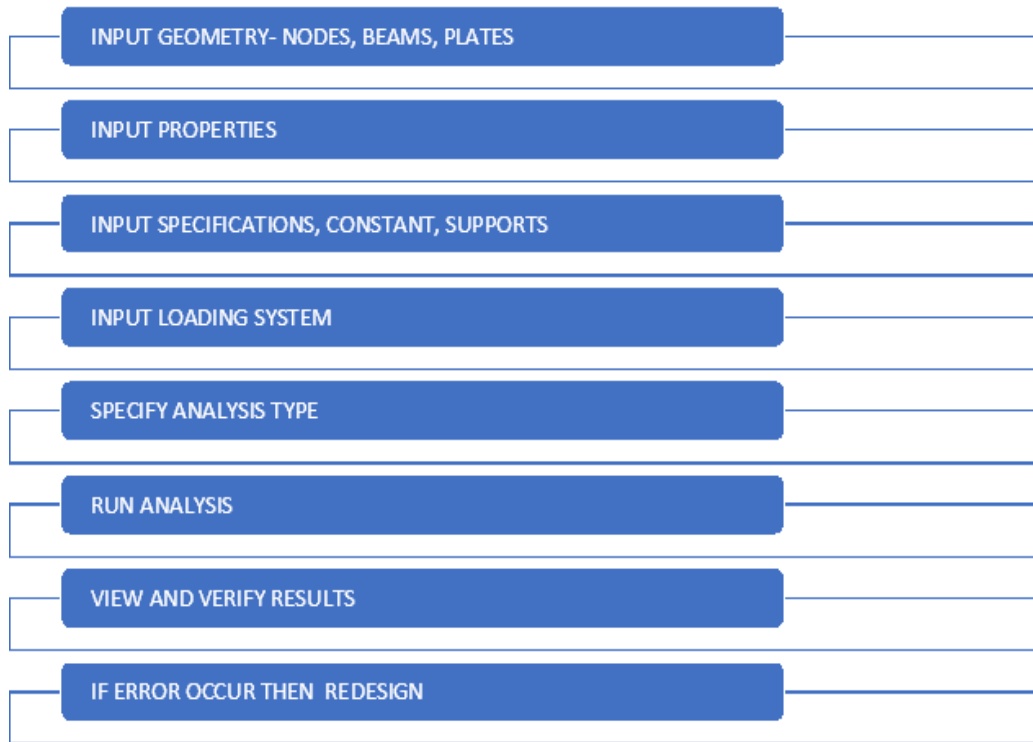 INPUT GEOMETRY- NODES, BEAMS, PLATES
INPUT PROPERTIES
INPUT SPECIFICATIONS, CONSTANT, SUPPORTS
INPUT LOADING SYSTEM
SPECIFY ANALYSIS TYPE
RUN ANALYSIS
VIEW AND VERIFY RESULTS
IF ERROR OCCUR THEN REDESIGN